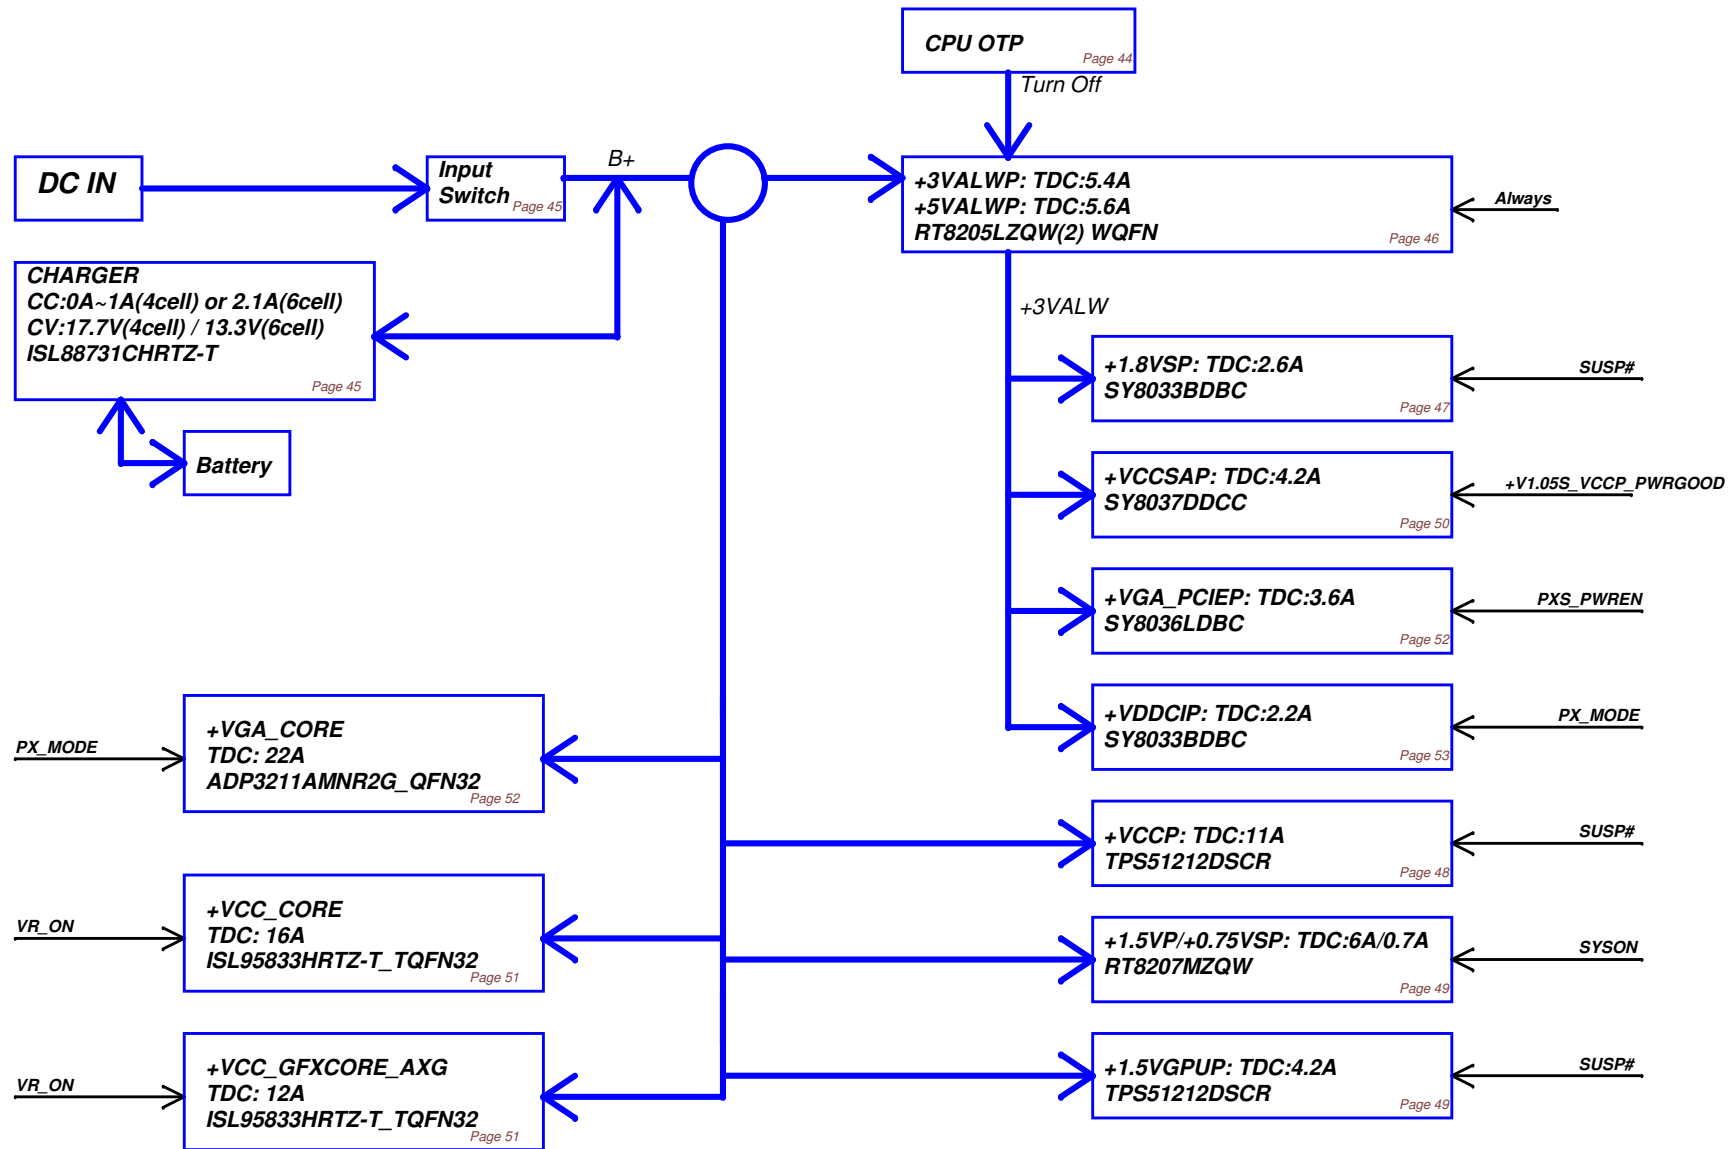 CPU OTP
Page 44
Turn Off
DC IN
Input
Switch
Page 45
B+
+3VALWP: TDC:5.4A
+5VALWP: TDC:5.6A
RT8205LZQW(2) WQFN
Page 46
Always
CHARGER
CC:0A~1A(4cell) or 2.1A(6cell)
CV:17.7V(4cell) / 13.3V(6cell)
ISL88731CHRTZ-T
Page 45
Battery
+3VALW
+1.8VSP: TDC:2.6A
SY8033BDBC
Page 47
SUSP#
+VCCSAP: TDC:4.2A
SY8037DDCC
Page 50
+V1.05S_VCCP_PWRGOOD
+VGA_PCIEP: TDC:3.6A
SY8036LDBC
Page 52
PXS_PWREN
+VDDCIP: TDC:2.2A
SY8033BDBC
Page 53
PX_MODE
PX_MODE
+VGA_CORE
TDC: 22A
ADP3211AMNR2G_QFN32
Page 52
+VCCP: TDC:11A
TPS51212DSCR
Page 48
SUSP#
VR_ON
+VCC_CORE
TDC: 16A
ISL95833HRTZ-T_TQFN32
Page 51
+1.5VP/+0.75VSP: TDC:6A/0.7A
RT8207MZQW
Page 49
SYSON
VR_ON
+VCC_GFXCORE_AXG
TDC: 12A
ISL95833HRTZ-T_TQFN32
Page 51
+1.5VGPUP: TDC:4.2A
TPS51212DSCR
Page 49
SUSP#